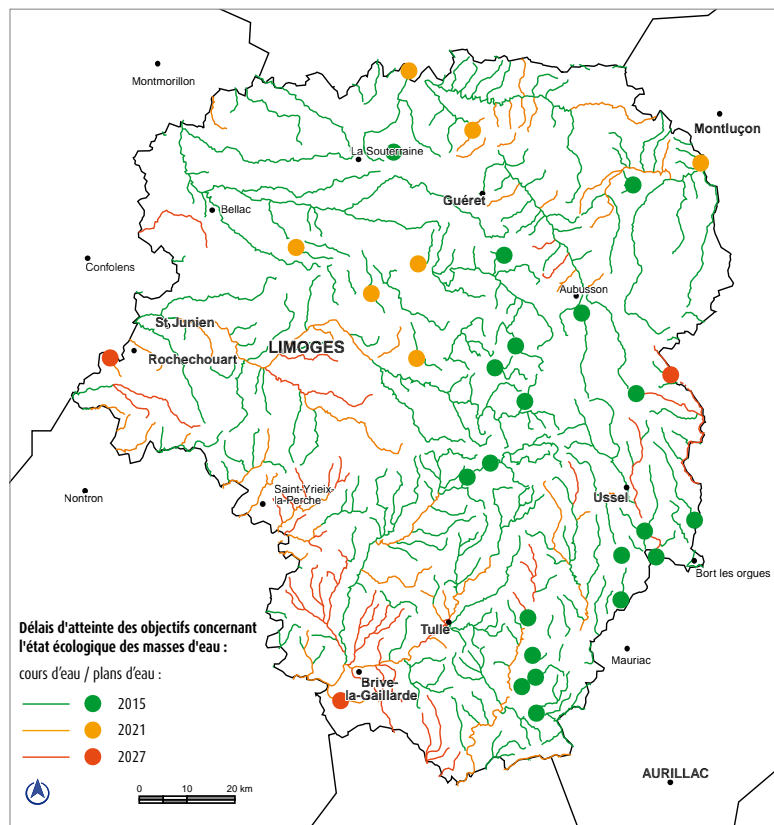 Montmorillon
Montluçon
La Souterraine
Guéret
Bellac
Confolens
Aubusson
St Junien
LIMOGES
Rochechouart
Nontron
Saint-Yrieix-
la-Perche
Ussel
Bort les orgues
Tulle
Mauriac
Brive-
la-Gaillarde
AURILLAC
Délais d'atteinte des objectifs concernant
l'état écologique des masses d'eau :
cours d'eau / plans d'eau :
2015
2021
2027
0 10 20 km